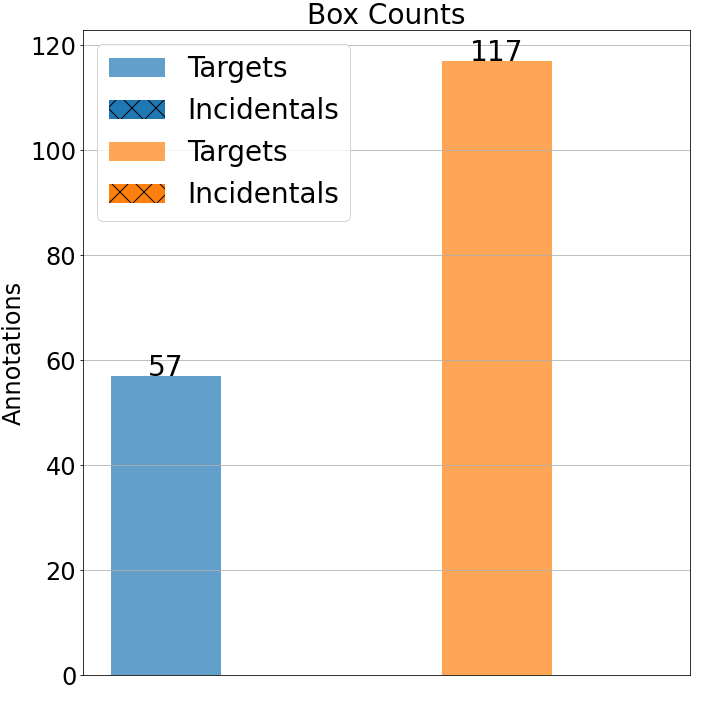 Box Counts
120
100
80
60
40
20
0
Annotations
Targets
Incidentals
Targets
Incidentals
57
117